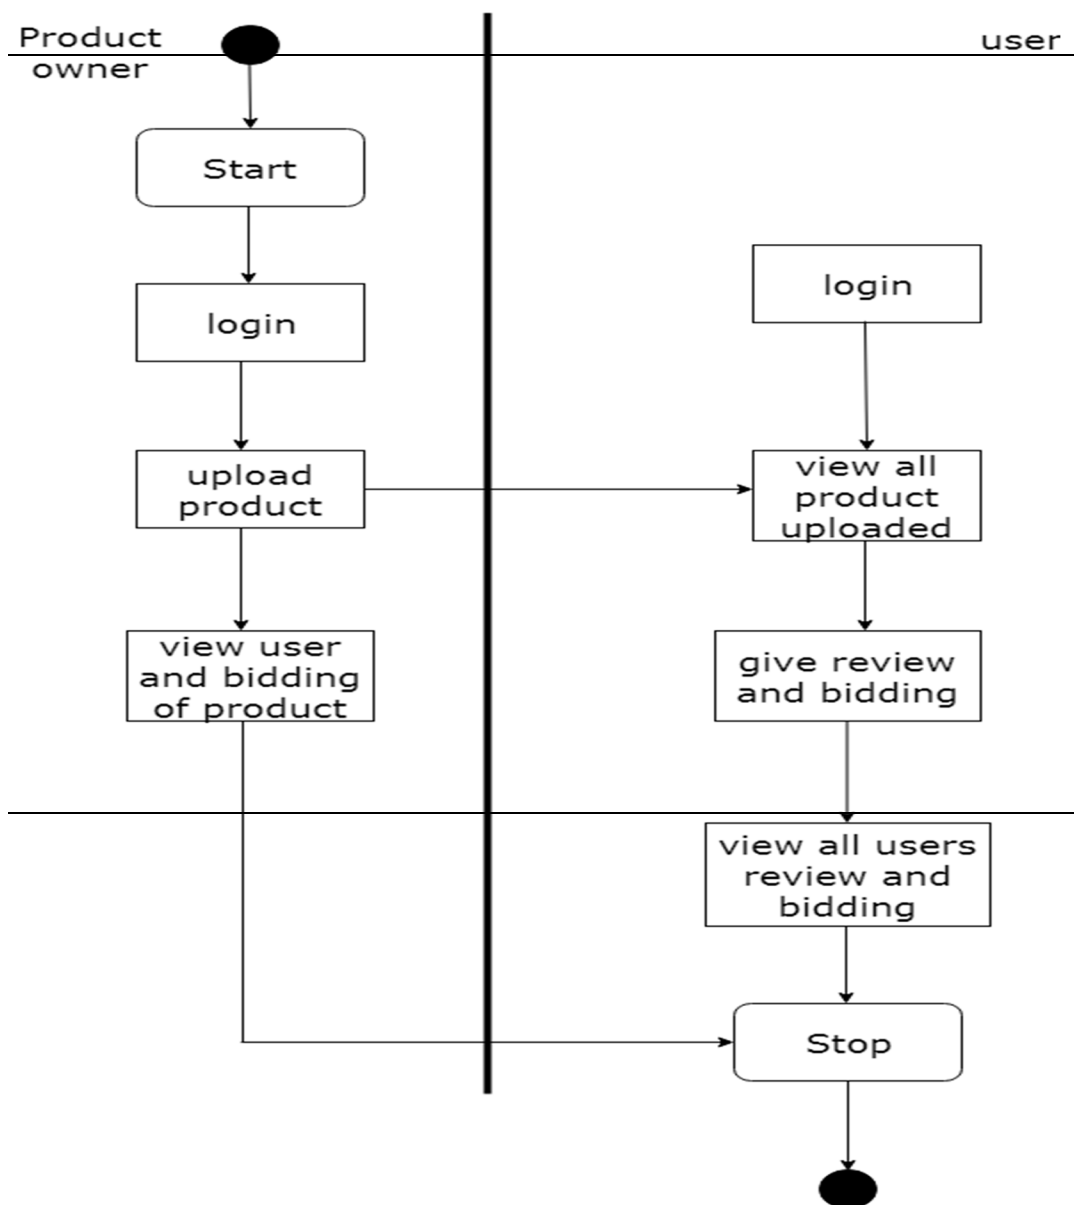 Product
owner
user
Start
login
login
upload
product
view all
product
uploaded
view user
and bidding
of product
give review
and bidding
view all users
review and
bidding
Stop